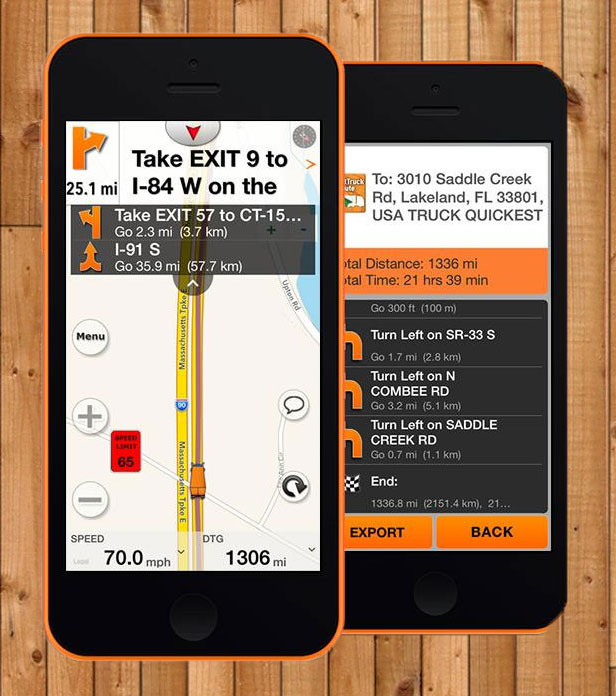 Take EXIT 9 to
I-84 W on the
25.1 mi
Take EXIT 57 to CT-15...
Go 2.3 mi (3.7 km)
I-91 S
Go 35.9 mi (57.7 km)
Massachusetts Tpke E
Upton Rd
Menu
90
SPEED
LIMIT
65
Massachusetts Tpke E
SPEED
Legal
70.0 mph
DTG
1306 mi
To: 3010 Saddle Creek
Rd, Lakeland, FL 33801,
USA TRUCK QUICKEST
otal Distance: 1336 mi
otal Time: 21 hrs 39 min
Go 300 ft (100 m)
Turn Left on SR-33 S
Go 1.7 mi (2.8 km)
Turn Left on N
COMBEE RD
Go 3.2 mi (5.1 km)
Turn Left on SADDLE
CREEK RD
Go 0.7 mi (1.1 km)
End:
1336.8 mi (2151.4 km), 21...
EXPORT
BACK